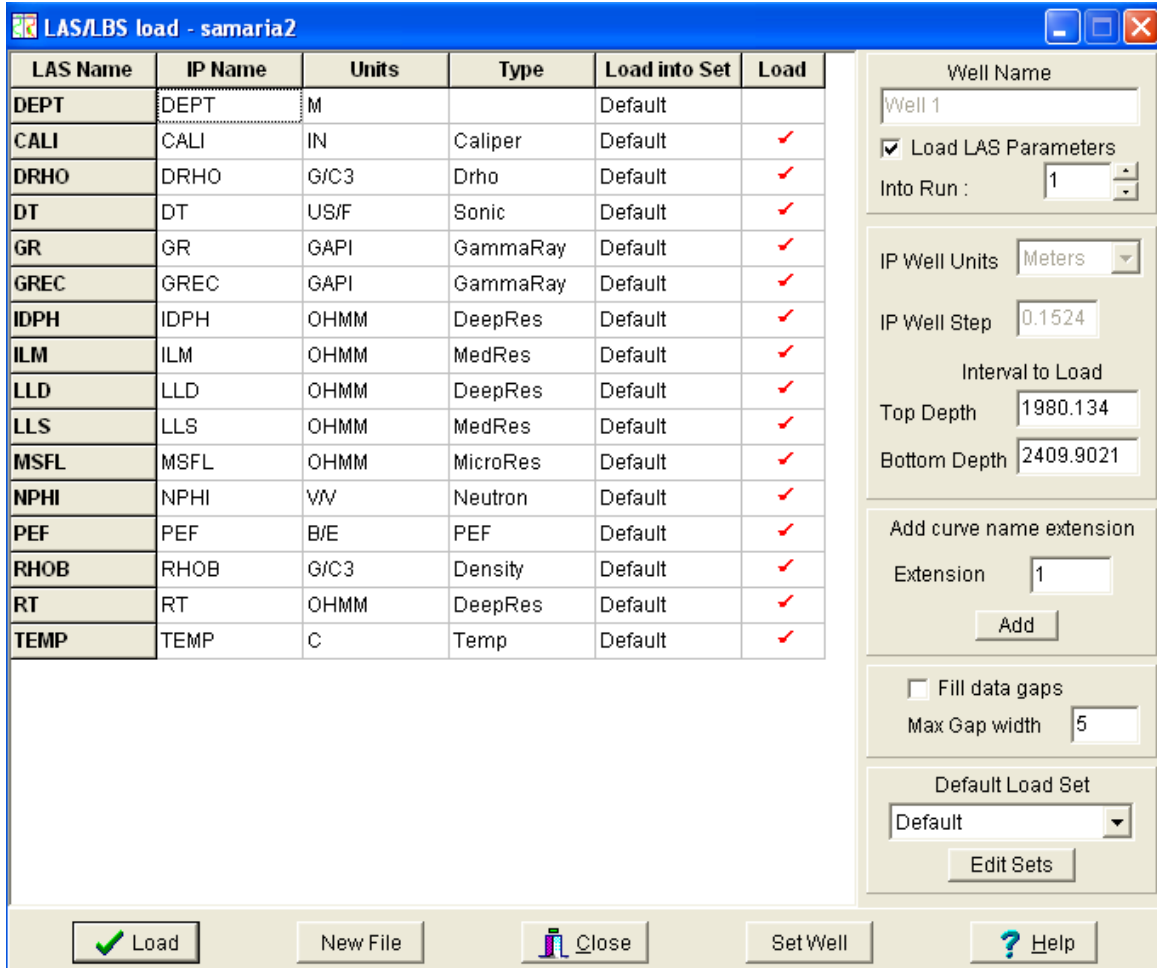 LAS/LBS load - samaria2
LAS Name IP Name Units Type Load into Set Load
DEPT DEPT M Default
CALI CALI IN Caliper Default
DRHO DRHO G/C3 Drho Default
DT DT US/F Sonic Default
GR GR GAPI GammaRay Default
GREC GREC GAPI GammaRay Default
IDPH IDPH OHMM DeepRes Default
ILM ILM OHMM MedRes Default
LLD LLD OHMM DeepRes Default
LLS LLS OHMM MedRes Default
MSFL MSFL OHMM MicroRes Default
NPHI NPHI V/V Neutron Default
PEF PEF B/E PEF Default
RHOB RHOB G/C3 Density Default
RT RT OHMM DeepRes Default
TEMP TEMP C Temp Default
Well Name
Well 1
Load LAS Parameters
Into Run : 1
IP Well Units Meters
IP Well Step 0.1524
Interval to Load
Top Depth 1980.134
Bottom Depth 2409.9021
Add curve name extension
Extension 1
Add
Fill data gaps
Max Gap width 5
Default Load Set
Default
Edit Sets
Load New File Close Set Well ? Help